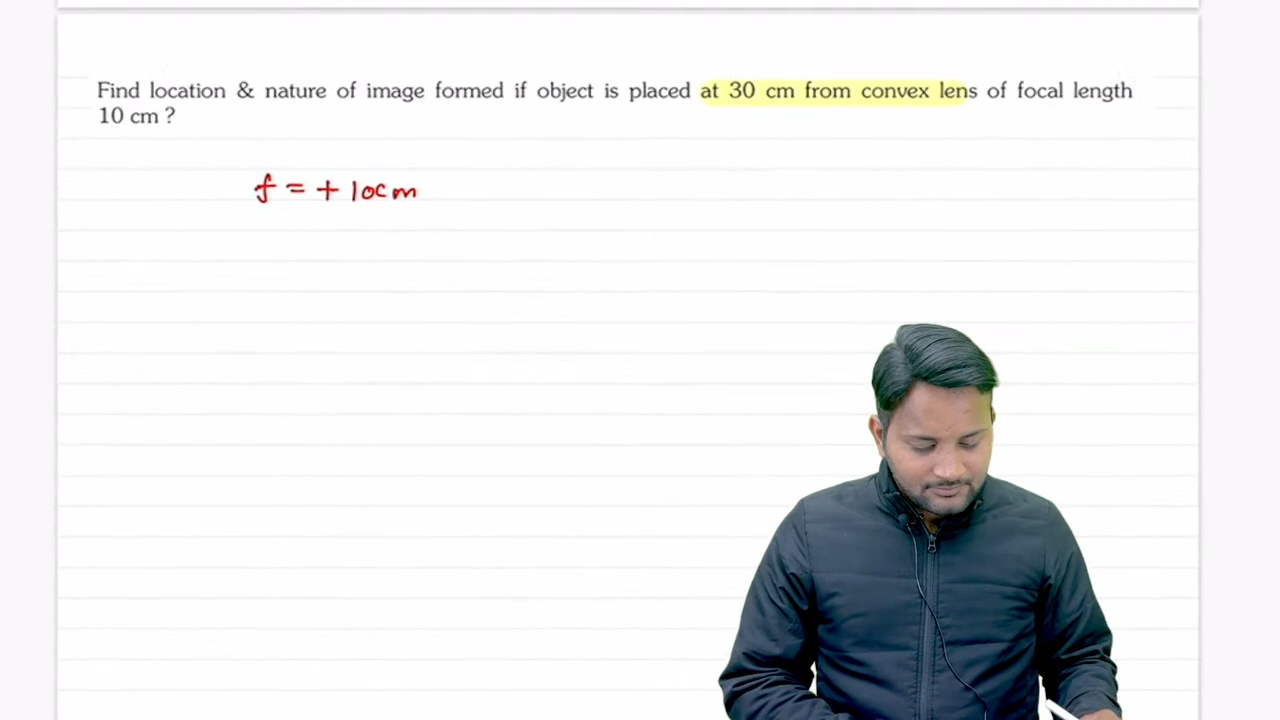 Find location & nature of image formed if object is placed at 30 cm from convex lens of focal length
10 cm ?
f = + 10cm